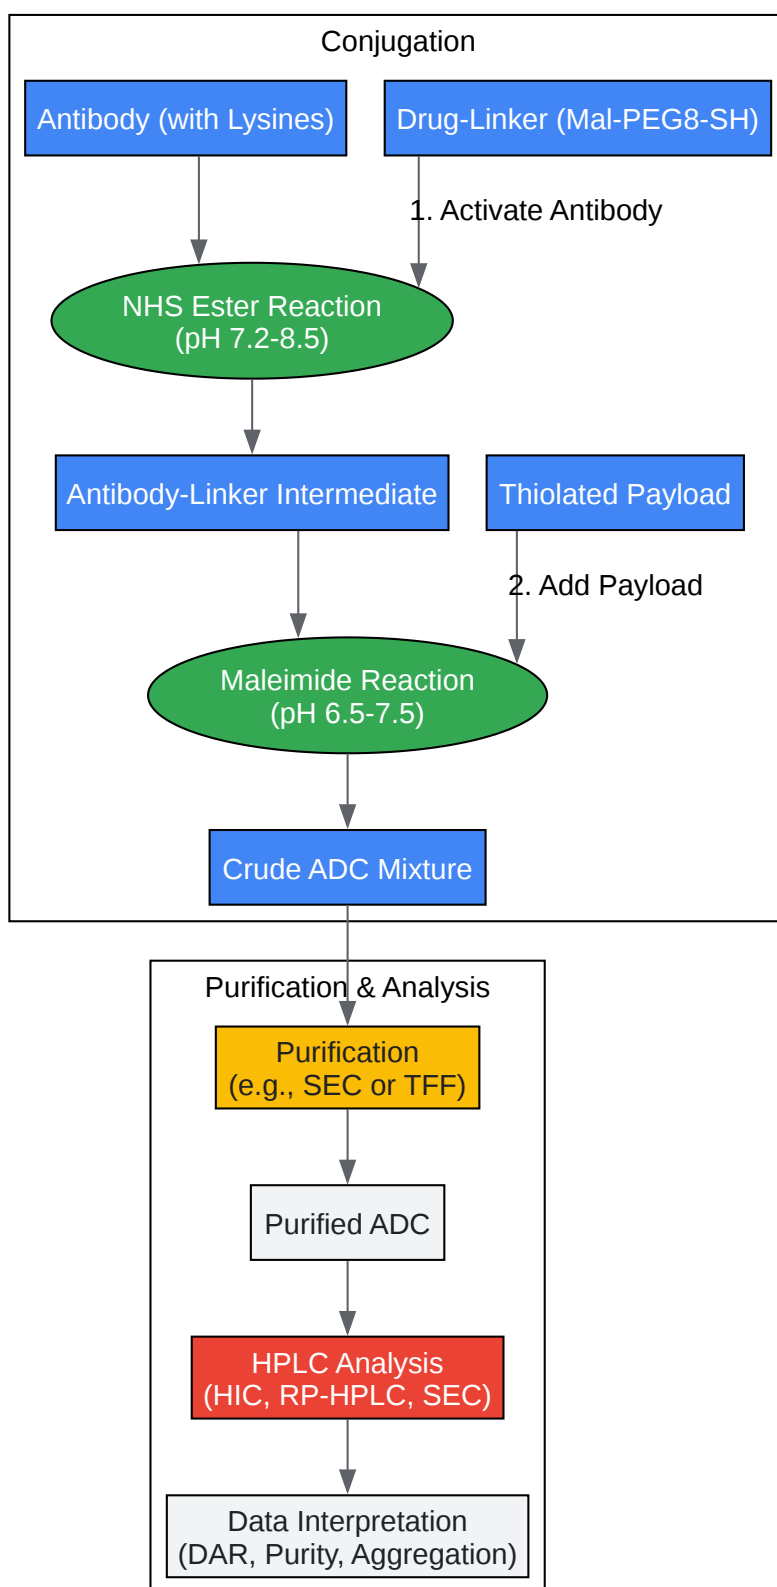 Conjugation
Antibody (with Lysines)
Drug-Linker (Mal-PEG8-SH)
1. Activate Antibody
NHS Ester Reaction
(pH 7.2-8.5)
Antibody-Linker Intermediate
Thiolated Payload
2. Add Payload
Maleimide Reaction
(pH 6.5-7.5)
Crude ADC Mixture
Purification & Analysis
Purification
(e.g., SEC or TFF)
Purified ADC
HPLC Analysis
(HIC, RP-HPLC, SEC)
Data Interpretation
(DAR, Purity, Aggregation)